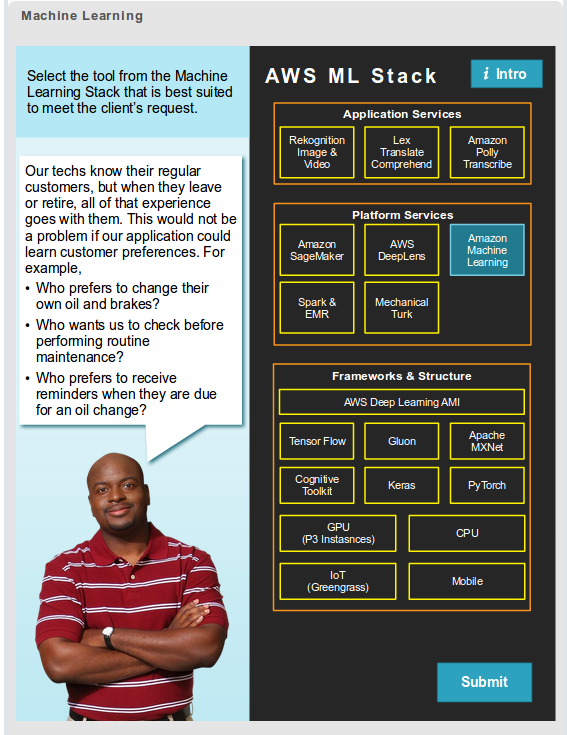 Machine Learning
Select the tool from the Machine
Learning Stack that is best suited
to meet the client's request.
Our techs know their regular
customers, but when they leave
or retire, all of that experience
goes with them. This would not be
a problem if our application could
learn customer preferences. For
example,
• Who prefers to change their
own oil and brakes?
• Who wants us to check before
performing routine
maintenance?
• Who prefers to receive
reminders when they are due
for an oil change?
AWS ML Stack
i Intro
Application Services
Rekognition
Image &
Video
Lex
Translate
Comprehend
Amazon
Polly
Transcribe
Platform Services
Amazon
SageMaker
AWS
DeepLens
Amazon
Machine
Learning
Spark &
EMR
Mechanical
Turk
Frameworks & Structure
AWS Deep Learning AMI
Tensor Flow
Gluon
Apache
MXNet
Cognitive
Toolkit
Keras
PyTorch
GPU
(P3 Instasnces)
CPU
IoT
(Greengrass)
Mobile
Submit